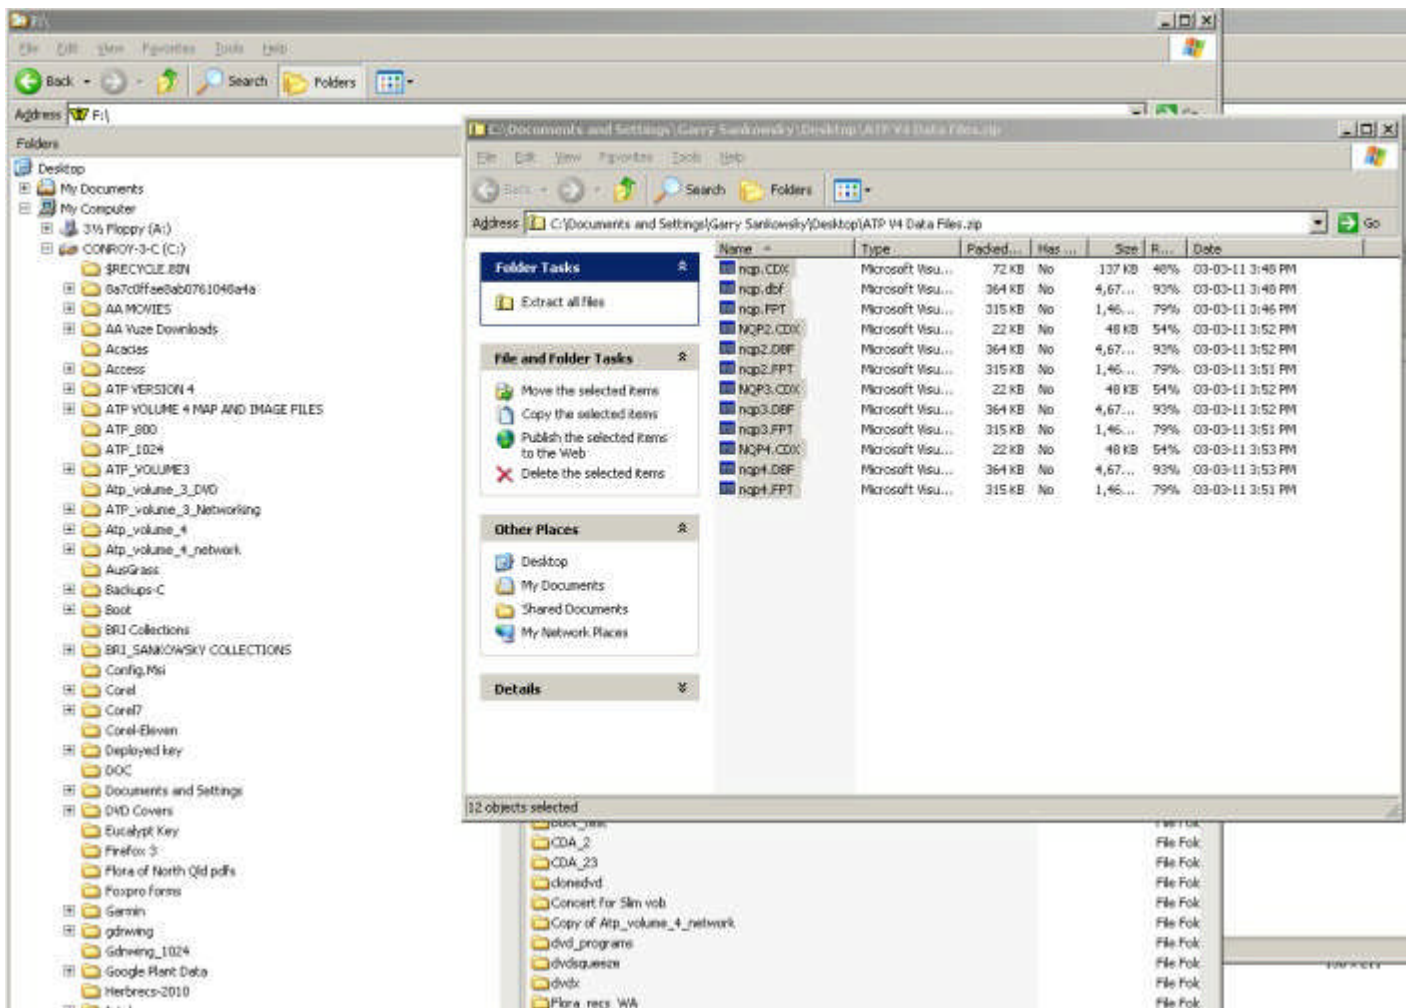 F:\
File Edit View Favorites Tools Help
Back Search Folders
Address F:\
Folders
Desktop
My Documents
My Computer
3½ Floppy (A:)
CONROY-3-C (C:)
$RECYCLE.BIN
AA MOVIES
AA Vuze Downloads
Acacias
Access
ATP VERSION 4
ATP VOLUME 4 MAP AND IMAGE FILES
ATP_800
ATP_1024
ATP_VOLUME3
Atp_volume_3_DVD
ATP_volume_3_Networking
Atp_volume_4
Atp_volume_4_network
AusGrass
Backups-C
Boot
BRI Collections
BRI_SANKOWSKY COLLECTIONS
Config.Msi
Corel
Corel7
Corel-Eleven
Deployed key
DOC
Documents and Settings
DVD Covers
Eucalypt Key
Firefox 3
Flora of North Qld pdfs
Foxpro forms
Garmin
gdrwing
Gdrwing_1024
Google Plant Data
Herbrecs-2010
C:\Documents and Settings\Garry Sankowsky\Desktop\ATP V4 Data Files.zip
File Edit View Favorites Tools Help
Back Search Folders
Address C:\Documents and Settings\Garry Sankowsky\Desktop\ATP V4 Data Files.zip Go
Folder Tasks
Extract all files
File and Folder Tasks
Move the selected items
Copy the selected items
Publish the selected items
to the Web
Delete the selected items
Other Places
Desktop
My Documents
Shared Documents
My Network Places
Details
Name Type Packed... Has ... Size R... Date
nqp.CDX Microsoft Visu... 72 KB No 137 KB 48% 03-03-11 3:48 PM
nqp.dbf Microsoft Visu... 364 KB No 4,67... 93% 03-03-11 3:48 PM
nqp.FPT Microsoft Visu... 315 KB No 1,46... 79% 03-03-11 3:46 PM
NQP2.CDX Microsoft Visu... 22 KB No 48 KB 54% 03-03-11 3:52 PM
nqp2.DBF Microsoft Visu... 364 KB No 4,67... 93% 03-03-11 3:52 PM
nqp2.FPT Microsoft Visu... 315 KB No 1,46... 79% 03-03-11 3:51 PM
NQP3.CDX Microsoft Visu... 22 KB No 48 KB 54% 03-03-11 3:52 PM
nqp3.DBF Microsoft Visu... 364 KB No 4,67... 93% 03-03-11 3:52 PM
nqp3.FPT Microsoft Visu... 315 KB No 1,46... 79% 03-03-11 3:51 PM
NQP4.CDX Microsoft Visu... 22 KB No 48 KB 54% 03-03-11 3:53 PM
nqp4.DBF Microsoft Visu... 364 KB No 4,67... 93% 03-03-11 3:53 PM
nqp4.FPT Microsoft Visu... 315 KB No 1,46... 79% 03-03-11 3:51 PM
12 objects selected
CDA_2 File Fol
CDA_23 File Fol
clonedvd File Fol
Concert for Slim vob File Fol
Copy of Atp_volume_4_network File Fol
dvd_programs File Fol
dvdsqueeze File Fol
dvdx File Fol
Flora_recs_WA File Fol